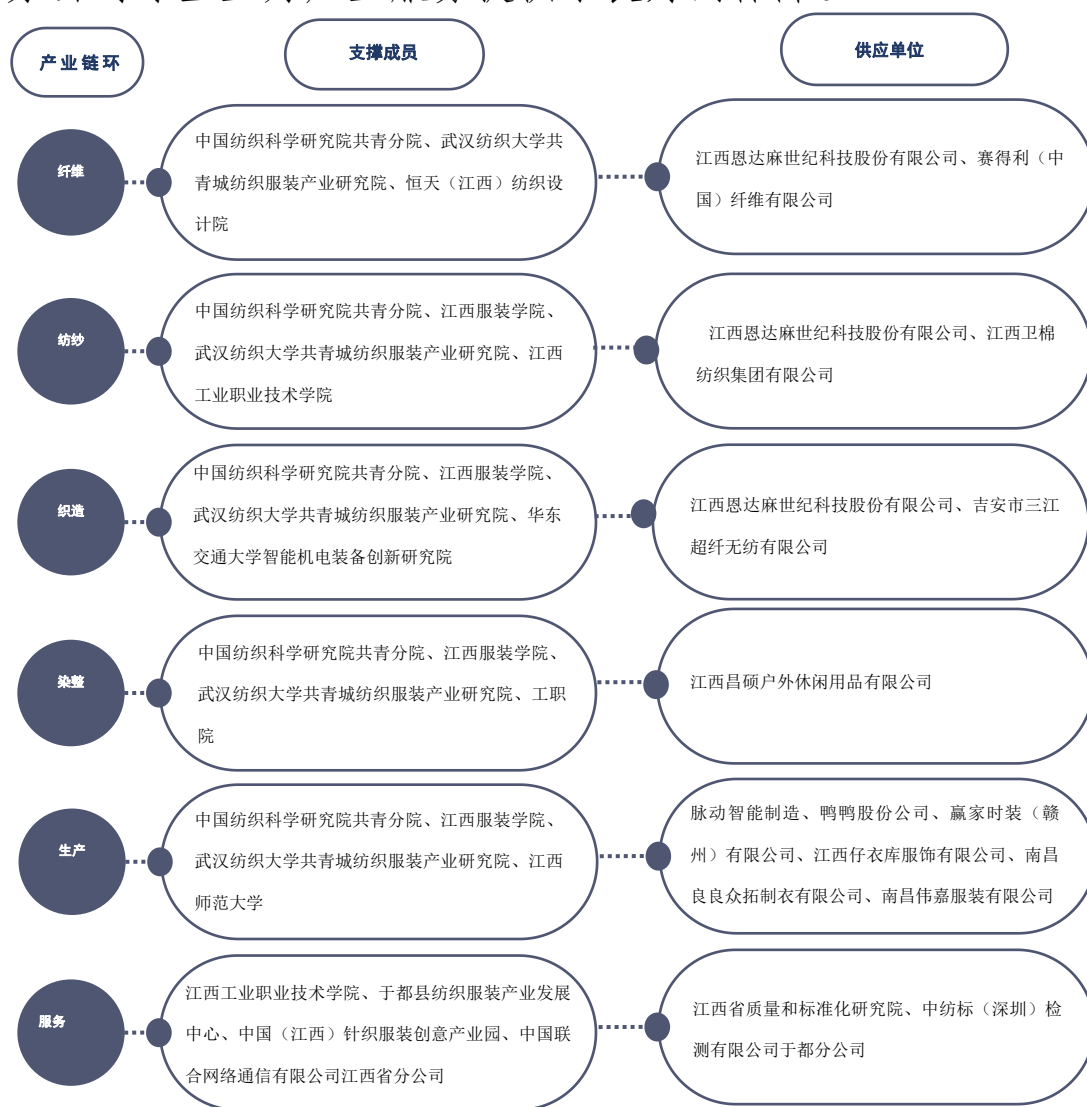 产业链环
支撑成员
供应单位
纤维
中国纺织科学研究院共青分院、武汉纺织大学共
青城纺织服装产业研究院、恒天（江西）纺织设
计院
江西恩达麻世纪科技股份有限公司、赛得利（中
国）纤维有限公司
纺纱
中国纺织科学研究院共青分院、江西服装学院、
武汉纺织大学共青城纺织服装产业研究院、江西
工业职业技术学院
江西恩达麻世纪科技股份有限公司、江西卫棉
纺织集团有限公司
织造
中国纺织科学研究院共青分院、江西服装学院、
武汉纺织大学共青城纺织服装产业研究院、华东
交通大学智能机电装备创新研究院
江西恩达麻世纪科技股份有限公司、吉安市三江
超纤无纺有限公司
染整
中国纺织科学研究院共青分院、江西服装学院、
武汉纺织大学共青城纺织服装产业研究院、工职
院
江西昌硕户外休闲用品有限公司
生产
中国纺织科学研究院共青分院、江西服装学院、
武汉纺织大学共青城纺织服装产业研究院、江西
师范大学
脉动智能制造、鸭鸭股份公司、赢家时装（赣
州）有限公司、江西仔衣库服饰有限公司、南昌
良良众拓制衣有限公司、南昌伟嘉服装有限公司
服务
江西工业职业技术学院、于都县纺织服装产业发展
中心、中国（江西）针织服装创意产业园、中国联
合网络通信有限公司江西省分公司
江西省质量和标准化研究院、中纺标（深圳）检
测有限公司于都分公司